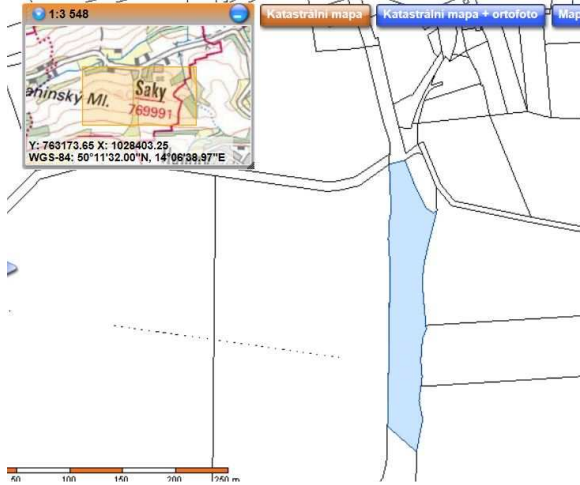 1:3 548
Katastrální mapa
Katastrální mapa + ortofoto
Map
ehinský Ml.
Saky
769991
Y: 763173.65 X: 1028403.25
WGS-84: 50°11'32.00"N, 14°06'38.97"E
50 100 150 200 250 m